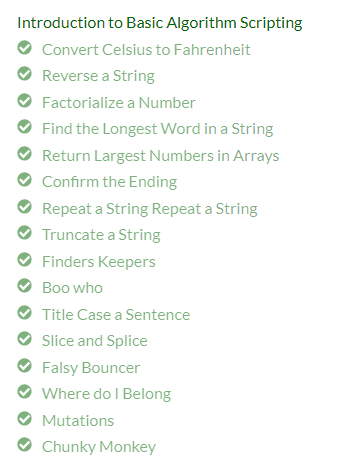 Introduction to Basic Algorithm Scripting
Convert Celsius to Fahrenheit
Reverse a String
Factorialize a Number
Find the Longest Word in a String
Return Largest Numbers in Arrays
Confirm the Ending
Repeat a String Repeat a String
Truncate a String
Finders Keepers
Boo who
Title Case a Sentence
Slice and Splice
Falsy Bouncer
Where do I Belong
Mutations
Chunky Monkey